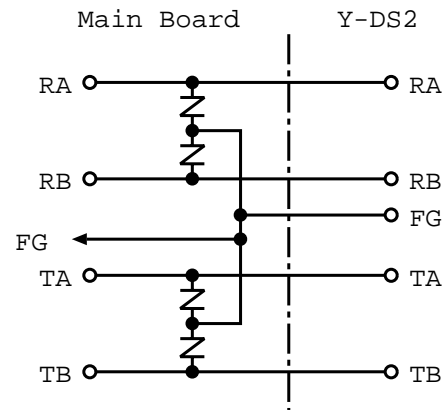 Main Board Y-DS2
RA RA
RB RB
FG
FG
TA TA
TB TB